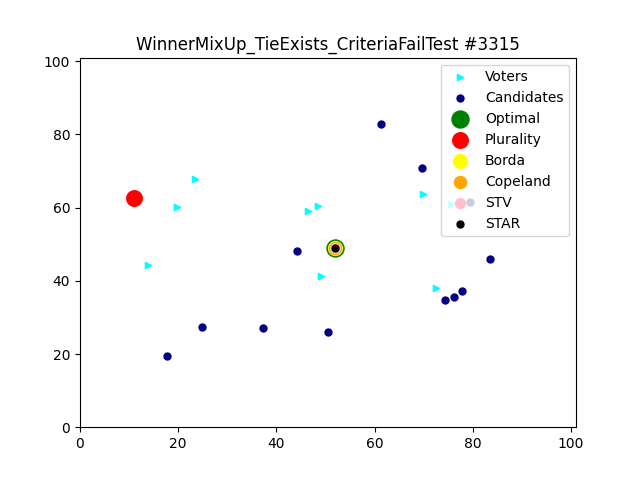 WinnerMixUp_TieExists_CriteriaFailTest #3315
100
80
60
40
20
0
0 20 40 60 80 100
Voters
Candidates
Optimal
Plurality
Borda
Copeland
STV
STAR